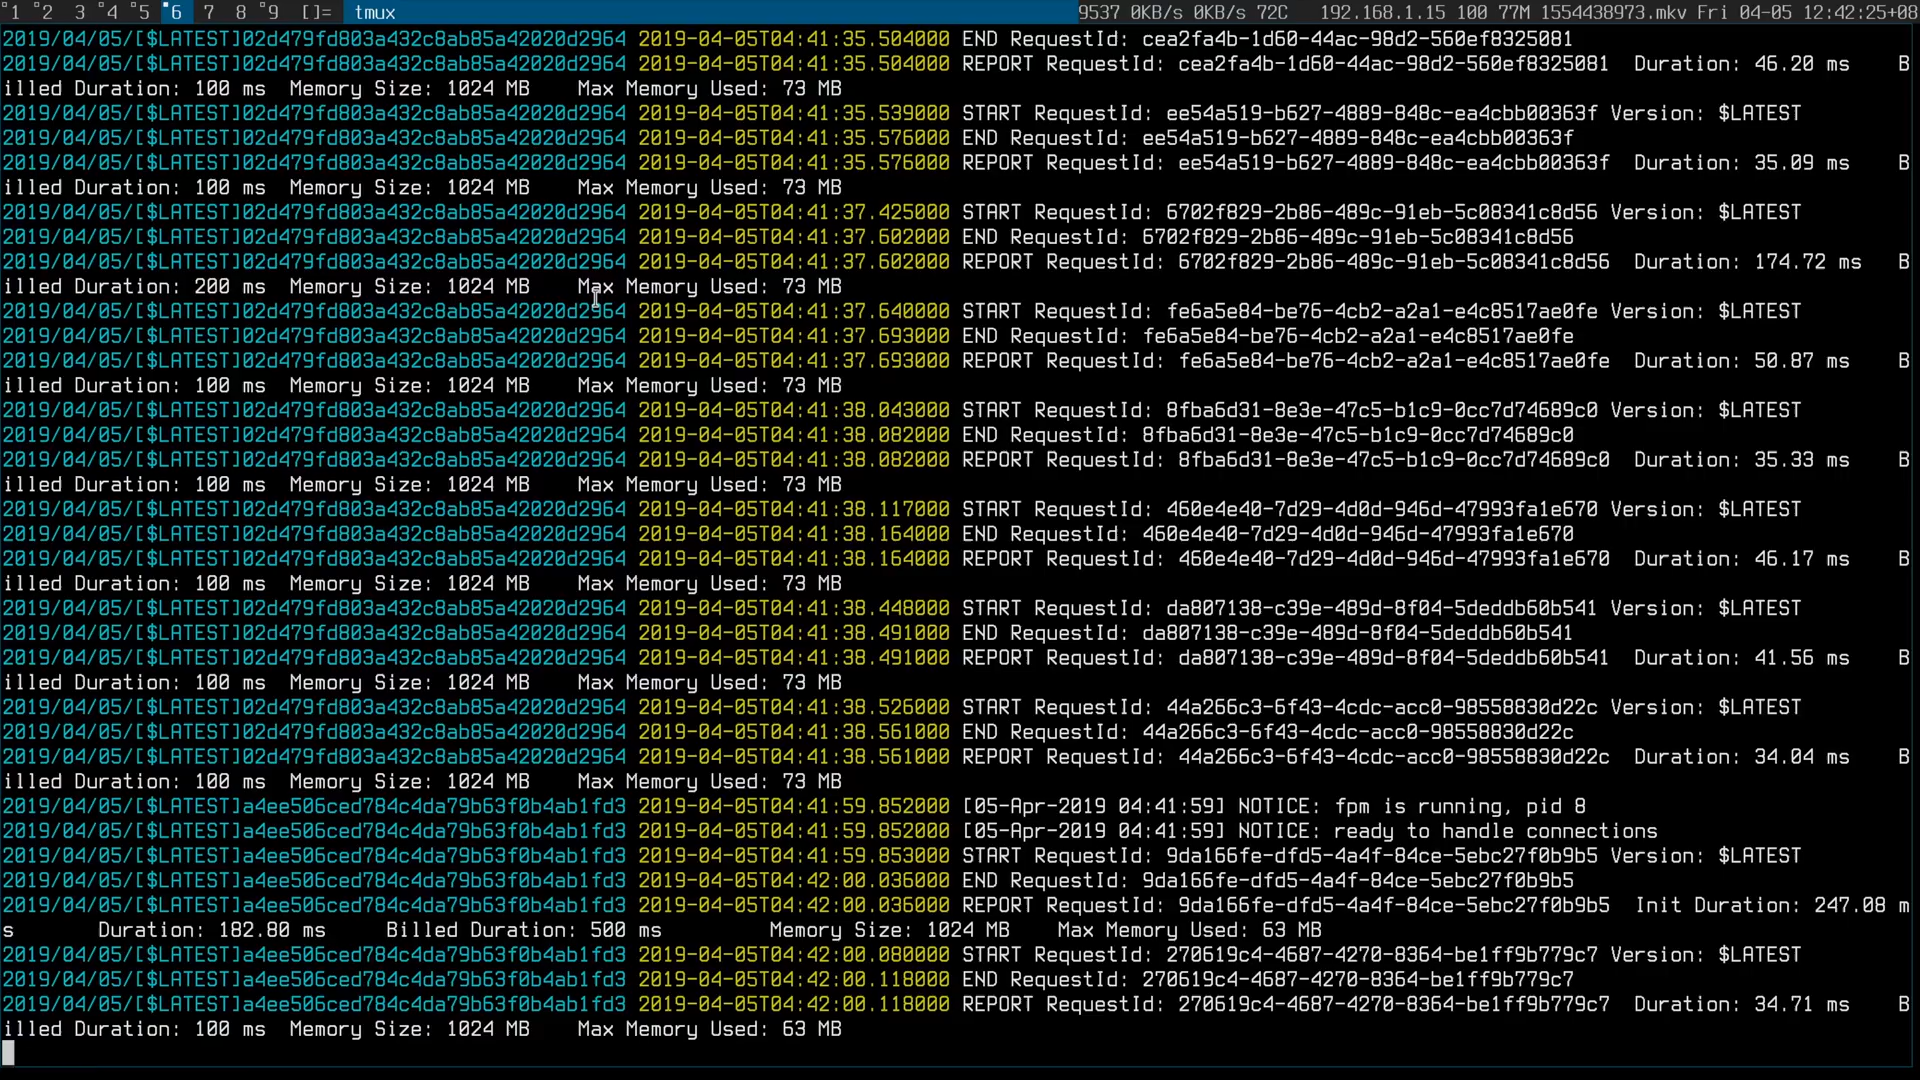 1 2 3 4 5 6 7 8 9 []= tmux 9537 0KB/s 0KB/s 72C 192.168.1.15 100 77M 1554438973.mkv Fri 04-05 12:42:25+08
2019/04/05/[$LATEST]02d479fd803a432c8ab85a42020d2964 2019-04-05T04:41:35.504000 END RequestId: cea2fa4b-1d60-44ac-98d2-560ef8325081
2019/04/05/[$LATEST]02d479fd803a432c8ab85a42020d2964 2019-04-05T04:41:35.504000 REPORT RequestId: cea2fa4b-1d60-44ac-98d2-560ef8325081 Duration: 46.20 ms B
illed Duration: 100 ms Memory Size: 1024 MB Max Memory Used: 73 MB
2019/04/05/[$LATEST]02d479fd803a432c8ab85a42020d2964 2019-04-05T04:41:35.539000 START RequestId: ee54a519-b627-4889-848c-ea4cbb00363f Version: $LATEST
2019/04/05/[$LATEST]02d479fd803a432c8ab85a42020d2964 2019-04-05T04:41:35.576000 END RequestId: ee54a519-b627-4889-848c-ea4cbb00363f
2019/04/05/[$LATEST]02d479fd803a432c8ab85a42020d2964 2019-04-05T04:41:35.576000 REPORT RequestId: ee54a519-b627-4889-848c-ea4cbb00363f Duration: 35.09 ms B
illed Duration: 100 ms Memory Size: 1024 MB Max Memory Used: 73 MB
2019/04/05/[$LATEST]02d479fd803a432c8ab85a42020d2964 2019-04-05T04:41:37.425000 START RequestId: 6702f829-2b86-489c-91eb-5c08341c8d56 Version: $LATEST
2019/04/05/[$LATEST]02d479fd803a432c8ab85a42020d2964 2019-04-05T04:41:37.602000 END RequestId: 6702f829-2b86-489c-91eb-5c08341c8d56
2019/04/05/[$LATEST]02d479fd803a432c8ab85a42020d2964 2019-04-05T04:41:37.602000 REPORT RequestId: 6702f829-2b86-489c-91eb-5c08341c8d56 Duration: 174.72 ms B
illed Duration: 200 ms Memory Size: 1024 MB Max Memory Used: 73 MB
2019/04/05/[$LATEST]02d479fd803a432c8ab85a42020d2964 2019-04-05T04:41:37.640000 START RequestId: fe6a5e84-be76-4cb2-a2a1-e4c8517ae0fe Version: $LATEST
2019/04/05/[$LATEST]02d479fd803a432c8ab85a42020d2964 2019-04-05T04:41:37.693000 END RequestId: fe6a5e84-be76-4cb2-a2a1-e4c8517ae0fe
2019/04/05/[$LATEST]02d479fd803a432c8ab85a42020d2964 2019-04-05T04:41:37.693000 REPORT RequestId: fe6a5e84-be76-4cb2-a2a1-e4c8517ae0fe Duration: 50.87 ms B
illed Duration: 100 ms Memory Size: 1024 MB Max Memory Used: 73 MB
2019/04/05/[$LATEST]02d479fd803a432c8ab85a42020d2964 2019-04-05T04:41:38.043000 START RequestId: 8fba6d31-8e3e-47c5-b1c9-0cc7d74689c0 Version: $LATEST
2019/04/05/[$LATEST]02d479fd803a432c8ab85a42020d2964 2019-04-05T04:41:38.082000 END RequestId: 8fba6d31-8e3e-47c5-b1c9-0cc7d74689c0
2019/04/05/[$LATEST]02d479fd803a432c8ab85a42020d2964 2019-04-05T04:41:38.082000 REPORT RequestId: 8fba6d31-8e3e-47c5-b1c9-0cc7d74689c0 Duration: 35.33 ms B
illed Duration: 100 ms Memory Size: 1024 MB Max Memory Used: 73 MB
2019/04/05/[$LATEST]02d479fd803a432c8ab85a42020d2964 2019-04-05T04:41:38.117000 START RequestId: 460e4e40-7d29-4d0d-946d-47993fa1e670 Version: $LATEST
2019/04/05/[$LATEST]02d479fd803a432c8ab85a42020d2964 2019-04-05T04:41:38.164000 END RequestId: 460e4e40-7d29-4d0d-946d-47993fa1e670
2019/04/05/[$LATEST]02d479fd803a432c8ab85a42020d2964 2019-04-05T04:41:38.164000 REPORT RequestId: 460e4e40-7d29-4d0d-946d-47993fa1e670 Duration: 46.17 ms B
illed Duration: 100 ms Memory Size: 1024 MB Max Memory Used: 73 MB
2019/04/05/[$LATEST]02d479fd803a432c8ab85a42020d2964 2019-04-05T04:41:38.448000 START RequestId: da807138-c39e-489d-8f04-5deddb60b541 Version: $LATEST
2019/04/05/[$LATEST]02d479fd803a432c8ab85a42020d2964 2019-04-05T04:41:38.491000 END RequestId: da807138-c39e-489d-8f04-5deddb60b541
2019/04/05/[$LATEST]02d479fd803a432c8ab85a42020d2964 2019-04-05T04:41:38.491000 REPORT RequestId: da807138-c39e-489d-8f04-5deddb60b541 Duration: 41.56 ms B
illed Duration: 100 ms Memory Size: 1024 MB Max Memory Used: 73 MB
2019/04/05/[$LATEST]02d479fd803a432c8ab85a42020d2964 2019-04-05T04:41:38.526000 START RequestId: 44a266c3-6f43-4cdc-acc0-98558830d22c Version: $LATEST
2019/04/05/[$LATEST]02d479fd803a432c8ab85a42020d2964 2019-04-05T04:41:38.561000 END RequestId: 44a266c3-6f43-4cdc-acc0-98558830d22c
2019/04/05/[$LATEST]02d479fd803a432c8ab85a42020d2964 2019-04-05T04:41:38.561000 REPORT RequestId: 44a266c3-6f43-4cdc-acc0-98558830d22c Duration: 34.04 ms B
illed Duration: 100 ms Memory Size: 1024 MB Max Memory Used: 73 MB
2019/04/05/[$LATEST]a4ee506ced784c4da79b63f0b4ab1fd3 2019-04-05T04:41:59.852000 [05-Apr-2019 04:41:59] NOTICE: fpm is running, pid 8
2019/04/05/[$LATEST]a4ee506ced784c4da79b63f0b4ab1fd3 2019-04-05T04:41:59.852000 [05-Apr-2019 04:41:59] NOTICE: ready to handle connections
2019/04/05/[$LATEST]a4ee506ced784c4da79b63f0b4ab1fd3 2019-04-05T04:41:59.853000 START RequestId: 9da166fe-dfd5-4a4f-84ce-5ebc27f0b9b5 Version: $LATEST
2019/04/05/[$LATEST]a4ee506ced784c4da79b63f0b4ab1fd3 2019-04-05T04:42:00.036000 END RequestId: 9da166fe-dfd5-4a4f-84ce-5ebc27f0b9b5
2019/04/05/[$LATEST]a4ee506ced784c4da79b63f0b4ab1fd3 2019-04-05T04:42:00.036000 REPORT RequestId: 9da166fe-dfd5-4a4f-84ce-5ebc27f0b9b5 Init Duration: 247.08 m
s Duration: 182.80 ms Billed Duration: 500 ms Memory Size: 1024 MB Max Memory Used: 63 MB
2019/04/05/[$LATEST]a4ee506ced784c4da79b63f0b4ab1fd3 2019-04-05T04:42:00.080000 START RequestId: 270619c4-4687-4270-8364-be1ff9b779c7 Version: $LATEST
2019/04/05/[$LATEST]a4ee506ced784c4da79b63f0b4ab1fd3 2019-04-05T04:42:00.118000 END RequestId: 270619c4-4687-4270-8364-be1ff9b779c7
2019/04/05/[$LATEST]a4ee506ced784c4da79b63f0b4ab1fd3 2019-04-05T04:42:00.118000 REPORT RequestId: 270619c4-4687-4270-8364-be1ff9b779c7 Duration: 34.71 ms B
illed Duration: 100 ms Memory Size: 1024 MB Max Memory Used: 63 MB